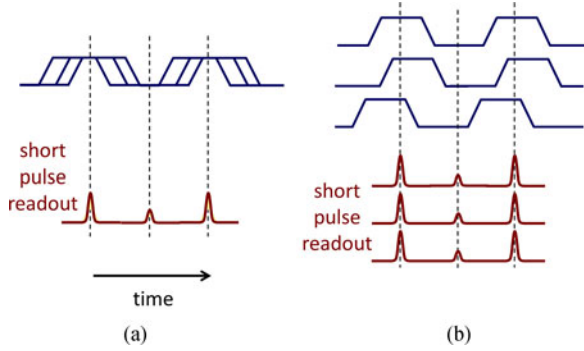 short
pulse
readout
time
(a)
short
pulse
readout
(b)